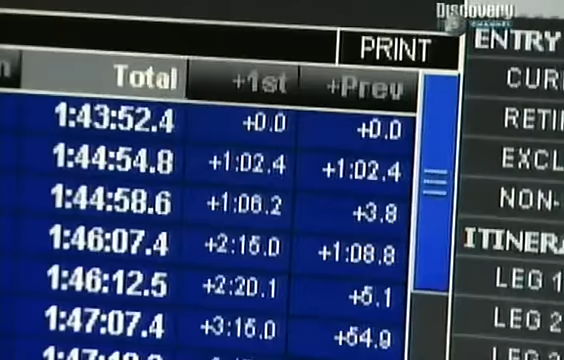 Discovery
CHANNEL
PRINT
ENTRY
Total +1st +Prev
CUR
1:43:52.4 +0.0 +0.0
RETI
1:44:54.8 +1:02.4 +1:02.4
EXCL
1:44:58.6 +1:06.2 +3.8
NON-
1:46:07.4 +2:15.0 +1:08.8
ITINERA
1:46:12.5 +2:20.1 +5.1
LEG 1
1:47:07.4 +3:15.0 +54.9
LEG 2
LEG 3